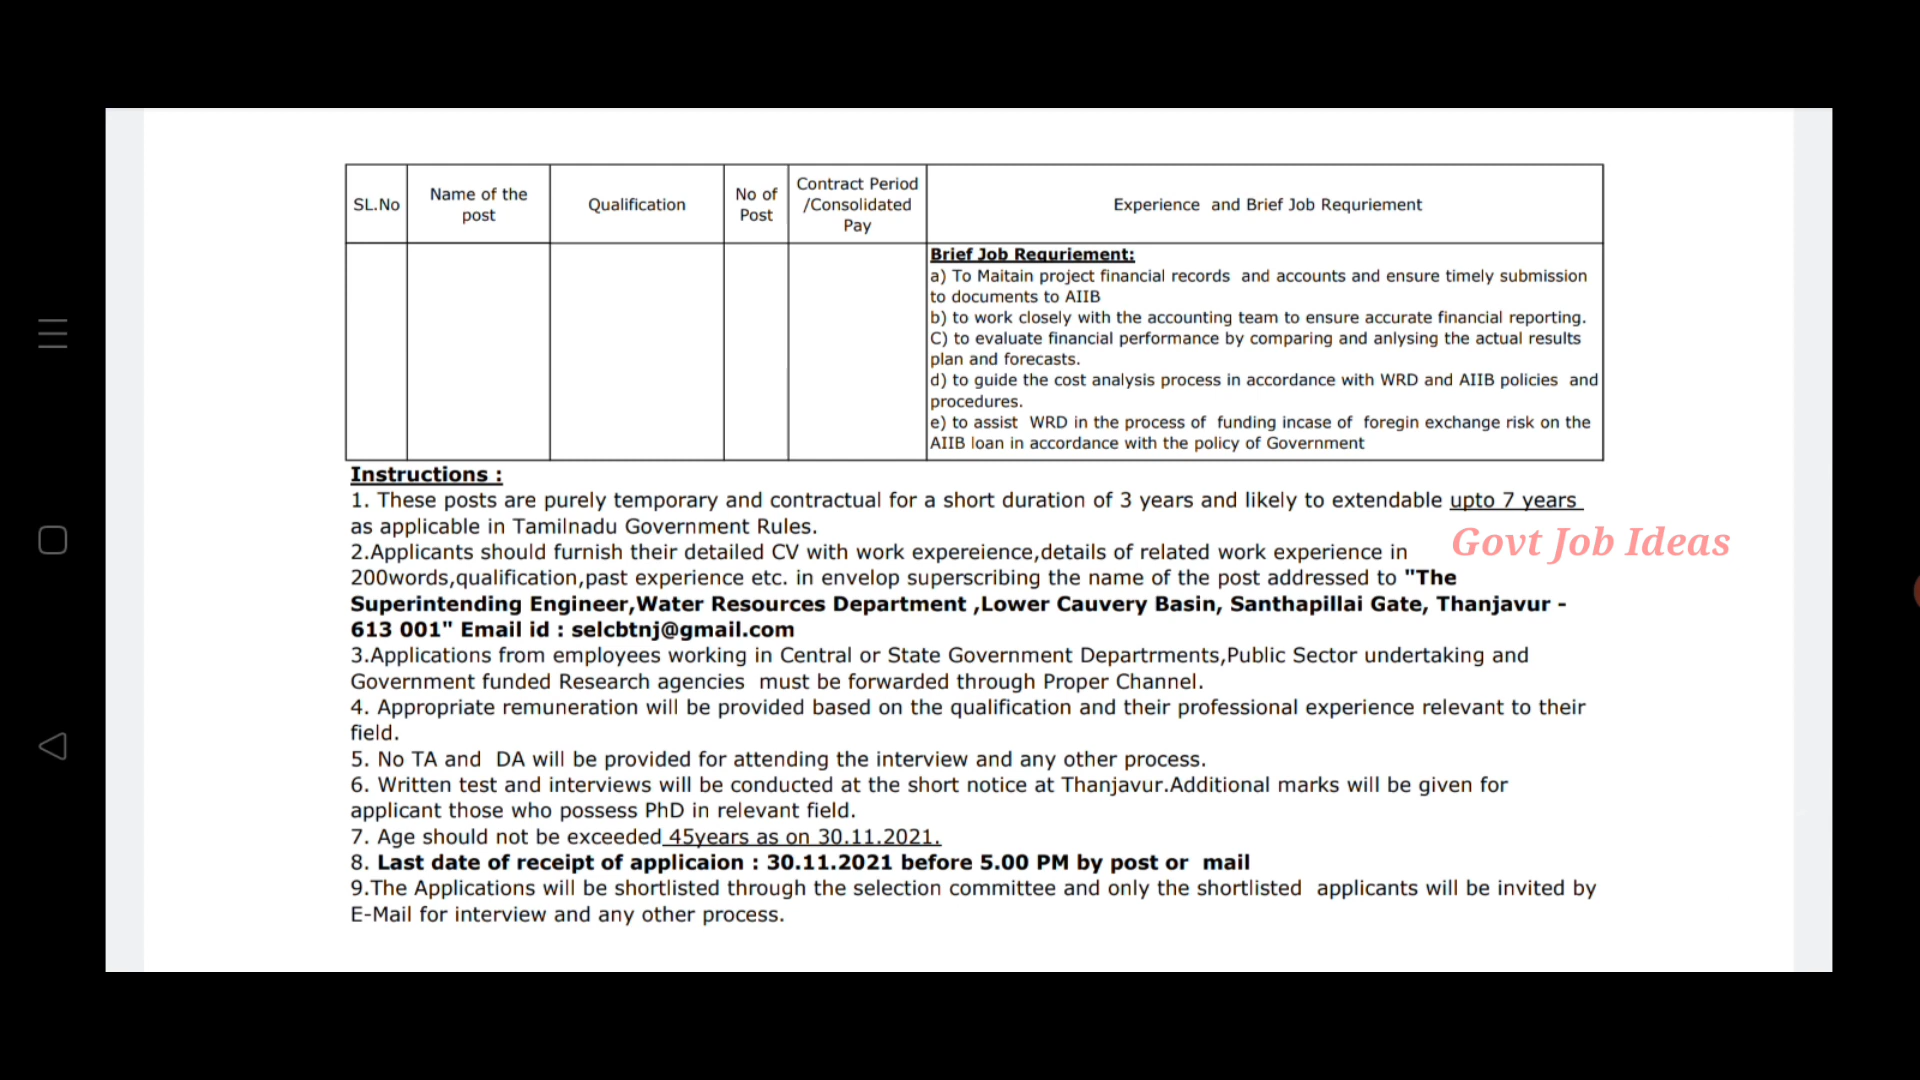 SL.No
Name of the
post
Qualification
No of
Post
Contract Period
/Consolidated
Pay
Experience  and Brief Job Requriement
Brief Job Requriement:
a) To Maitain project financial records  and accounts and ensure timely submission
to documents to AIIB
b) to work closely with the accounting team to ensure accurate financial reporting.
C) to evaluate financial performance by comparing and anlysing the actual results
plan and forecasts.
d) to guide the cost analysis process in accordance with WRD and AIIB policies  and
procedures.
e) to assist  WRD in the process of  funding incase of  foregin exchange risk on the
AIIB loan in accordance with the policy of Government
Instructions :
1. These posts are purely temporary and contractual for a short duration of 3 years and likely to extendable upto 7 years
as applicable in Tamilnadu Government Rules.
Govt Job Ideas
2.Applicants should furnish their detailed CV with work expereience,details of related work experience in
200words,qualification,past experience etc. in envelop superscribing the name of the post addressed to "The
Superintending Engineer,Water Resources Department ,Lower Cauvery Basin, Santhapillai Gate, Thanjavur -
613 001" Email id : selcbtnj@gmail.com
3.Applications from employees working in Central or State Government Departrments,Public Sector undertaking and
Government funded Research agencies  must be forwarded through Proper Channel.
4. Appropriate remuneration will be provided based on the qualification and their professional experience relevant to their
field.
5. No TA and  DA will be provided for attending the interview and any other process.
6. Written test and interviews will be conducted at the short notice at Thanjavur.Additional marks will be given for
applicant those who possess PhD in relevant field.
7. Age should not be exceeded 45years as on 30.11.2021.
8. Last date of receipt of applicaion : 30.11.2021 before 5.00 PM by post or  mail
9.The Applications will be shortlisted through the selection committee and only the shortlisted  applicants will be invited by
E-Mail for interview and any other process.